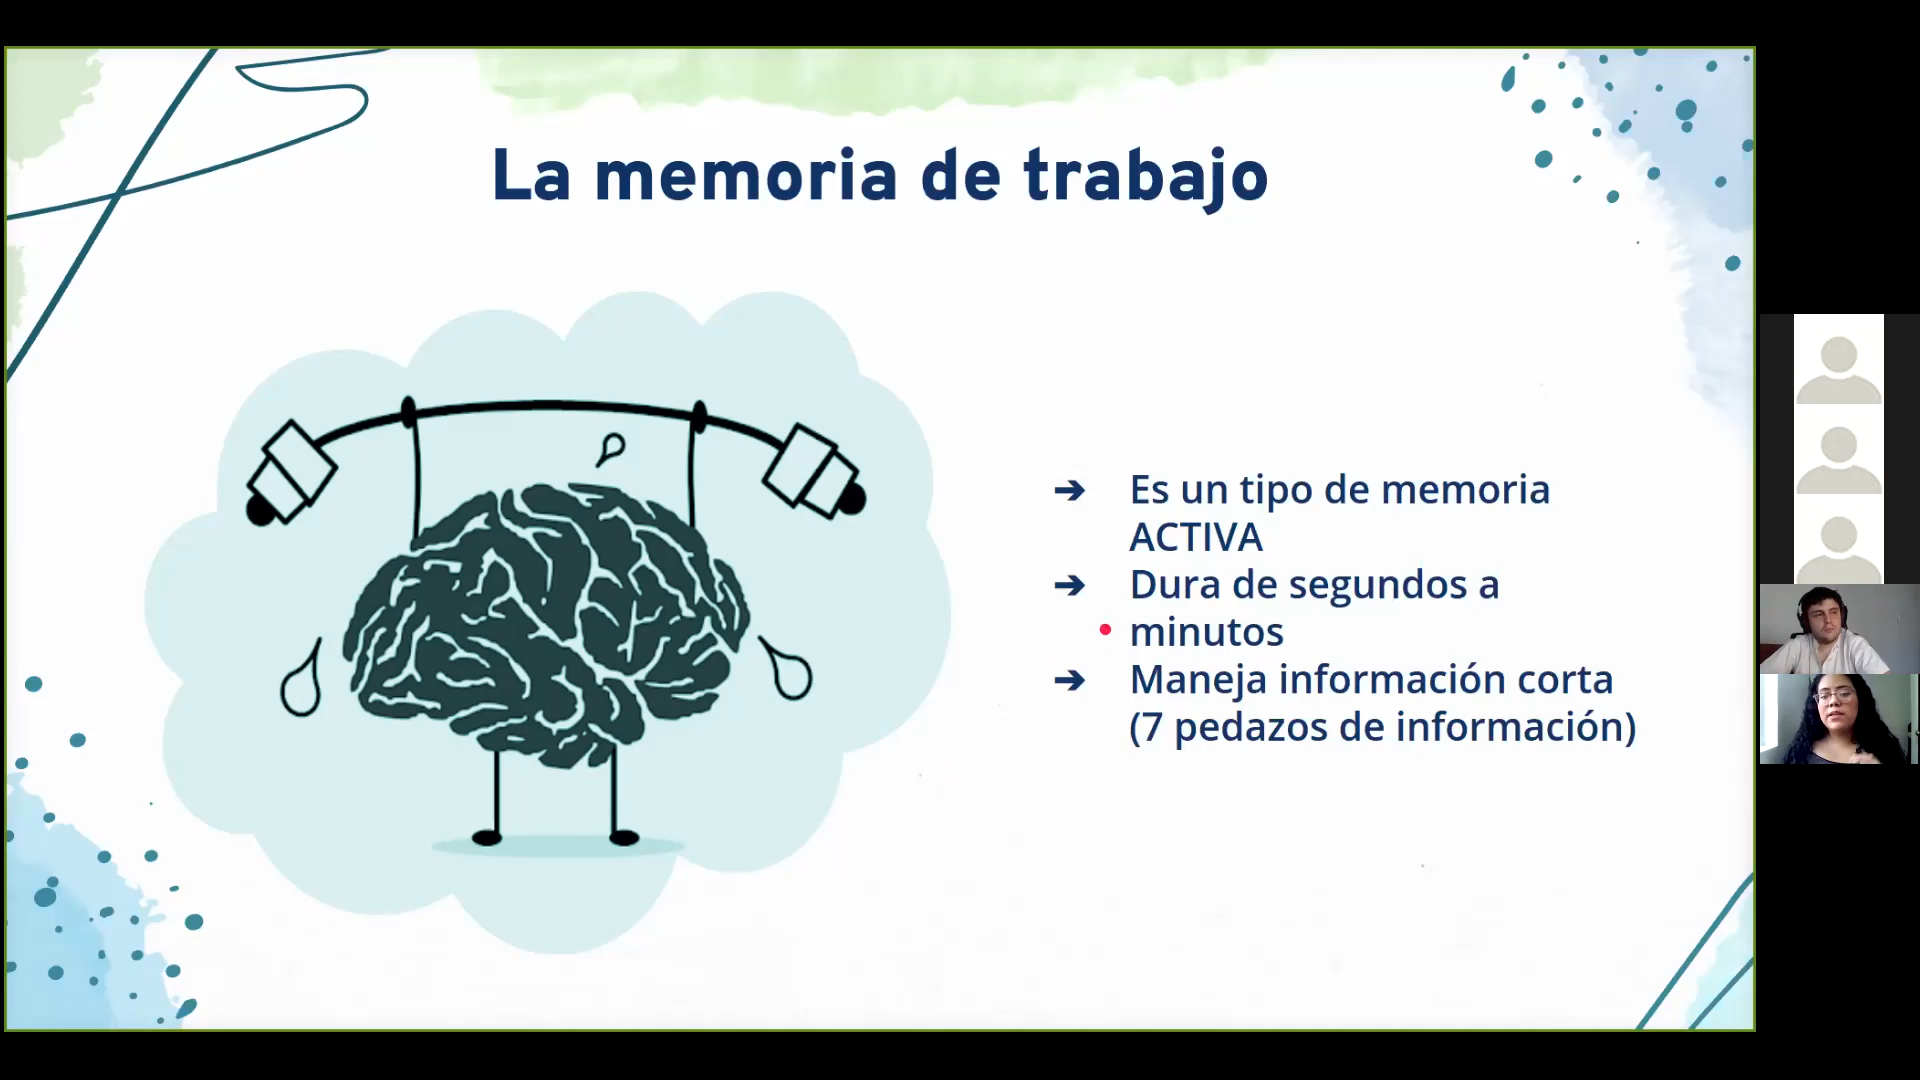 La memoria de trabajo
➔ Es un tipo de memoria
ACTIVA
➔ Dura de segundos a
minutos
➔ Maneja información corta
(7 pedazos de información)